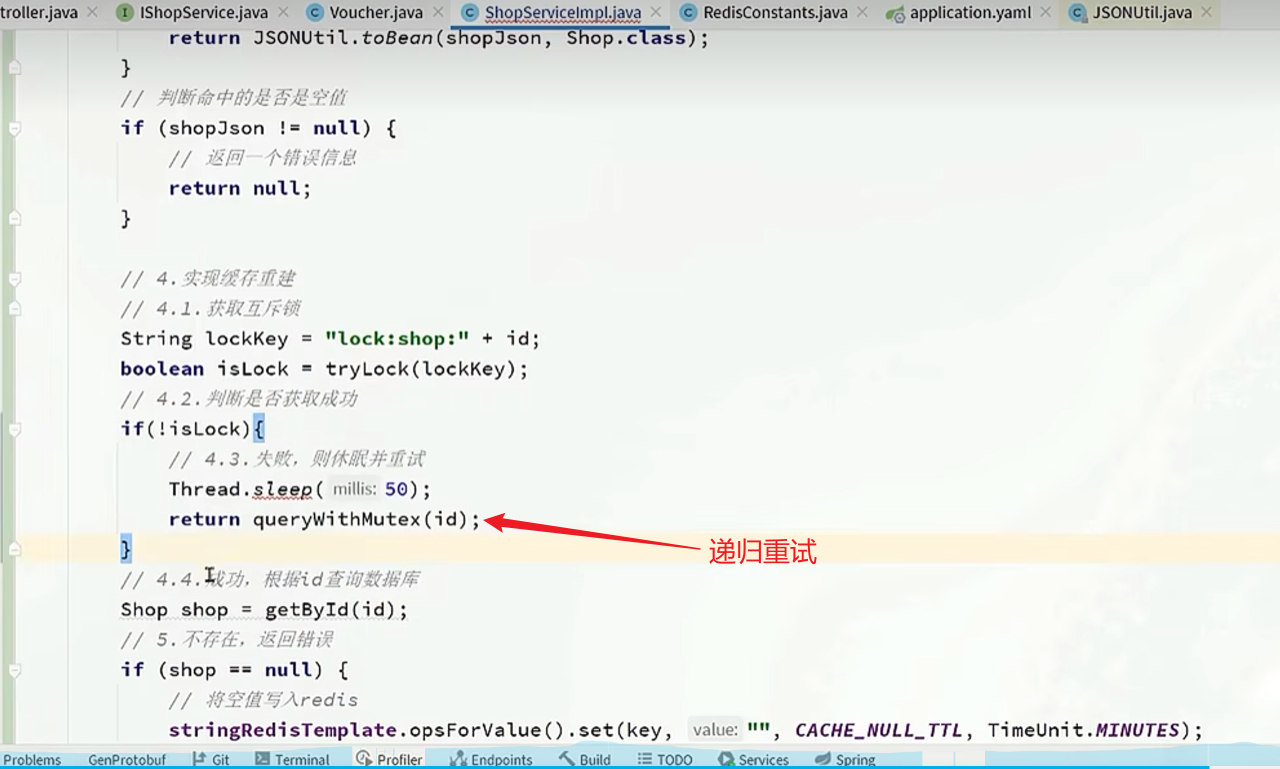 troller.java IShopService.java Voucher.java ShopServiceImpl.java RedisConstants.java application.yaml JSONUtil.java
return JSONUtil.toBean(shopJson, Shop.class);
}
// 判断命中的是否是空值
if (shopJson != null) {
// 返回一个错误信息
return null;
}
// 4.实现缓存重建
// 4.1.获取互斥锁
String lockKey = "lock:shop:" + id;
boolean isLock = tryLock(lockKey);
// 4.2.判断是否获取成功
if(!isLock){
// 4.3.失败，则休眠并重试
Thread.sleep( millis: 50);
return queryWithMutex(id);
递归重试
}
// 4.4.成功，根据id查询数据库
Shop shop = getById(id);
// 5.不存在，返回错误
if (shop == null) {
// 将空值写入redis
stringRedisTemplate.opsForValue().set(key, value: "", CACHE_NULL_TTL, TimeUnit.MINUTES);
Problems GenProtobuf Git Terminal Profiler Endpoints Build TODO Services Spring